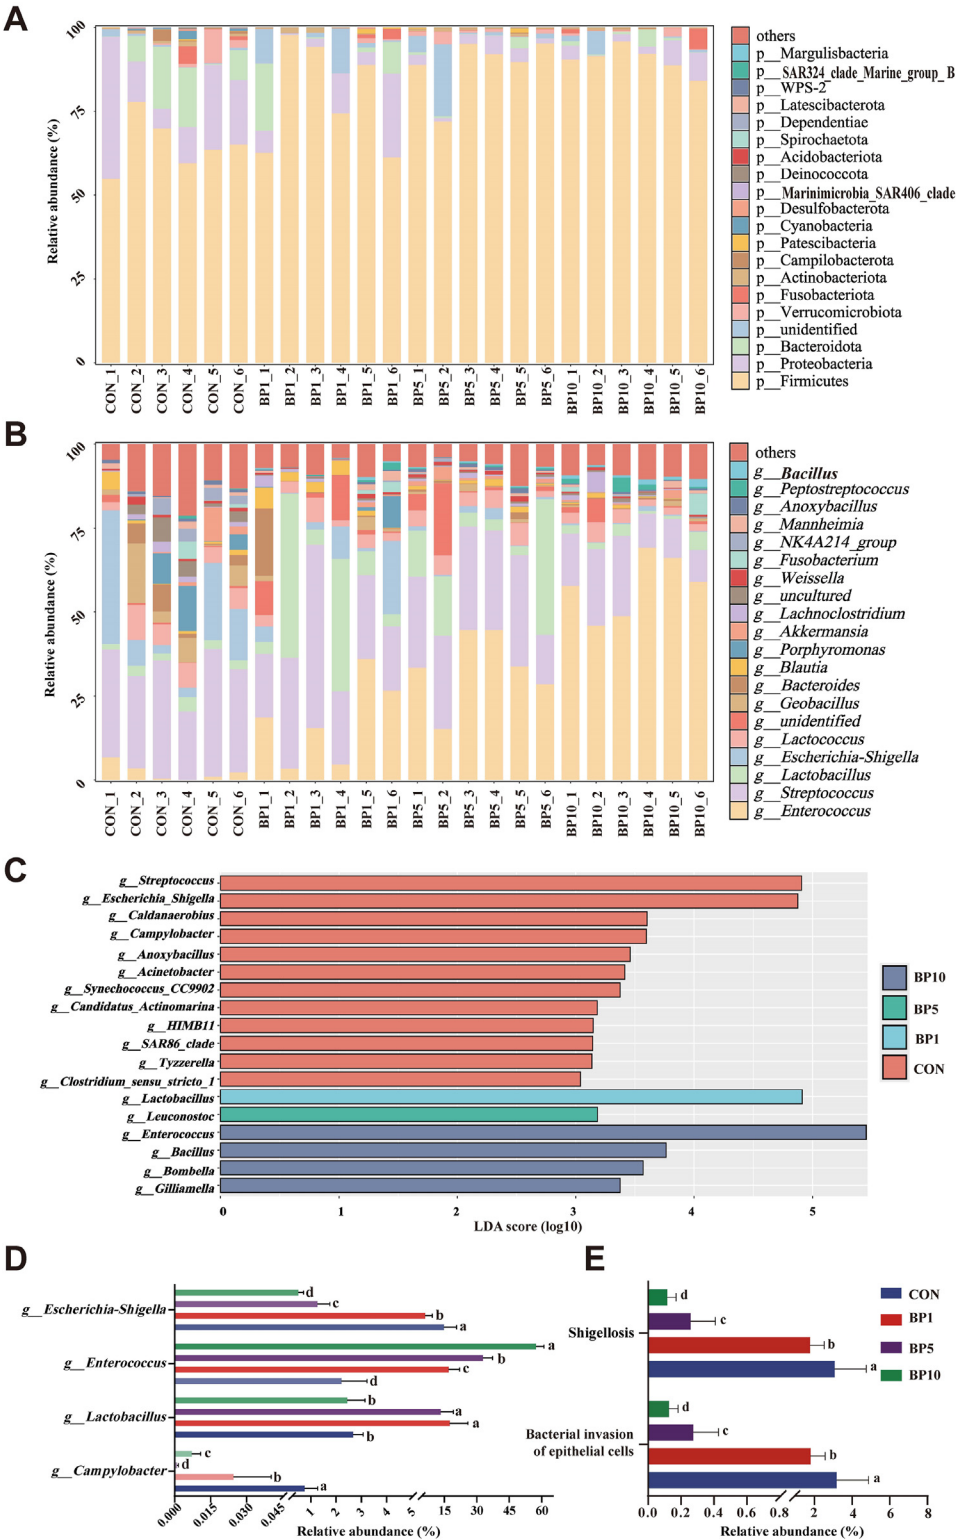 A
Relative abundance (%)
100
75
50
25
0
CON_1
CON_2
CON_3
CON_4
CON_5
CON_6
BP1_1
BP1_2
BP1_3
BP1_4
BP1_5
BP1_6
BP5_1
BP5_2
BP5_3
BP5_4
BP5_5
BP5_6
BP10_1
BP10_2
BP10_3
BP10_4
BP10_5
BP10_6
others
p__Margulisbacteria
p__SAR324_clade_Marine_group_B
p__WPS-2
p__Latescibacterota
p__Dependentiae
p__Spirochaetota
p__Acidobacteriota
p__Deinococcota
p__Marinimicrobia_SAR406_clade
p__Desulfobacterota
p__Cyanobacteria
p__Patescibacteria
p__Campilobacterota
p__Actinobacteriota
p__Fusobacteriota
p__Verrucomicrobiota
p__unidentified
p__Bacteroidota
p__Proteobacteria
p__Firmicutes
B
Relative abundance (%)
100
75
50
25
0
CON_1
CON_2
CON_3
CON_4
CON_5
CON_6
BP1_1
BP1_2
BP1_3
BP1_4
BP1_5
BP1_6
BP5_1
BP5_2
BP5_3
BP5_4
BP5_5
BP5_6
BP10_1
BP10_2
BP10_3
BP10_4
BP10_5
BP10_6
others
g__Bacillus
g__Peptostreptococcus
g__Anoxybacillus
g__Mannheimia
g__NK4A214_group
g__Fusobacterium
g__Weissella
g__uncultured
g__Lachnoclostridium
g__Akkermansia
g__Porphyromonas
g__Blautia
g__Bacteroides
g__Geobacillus
g__unidentified
g__Lactococcus
g__Escherichia-Shigella
g__Lactobacillus
g__Streptococcus
g__Enterococcus
C
g__Streptococcus
g__Escherichia_Shigella
g__Caldanaerobius
g__Campylobacter
g__Anoxybacillus
g__Acinetobacter
g__Synechococcus_CC9902
g__Candidatus_Actinomarina
g__HIMB11
g__SAR86_clade
g__Tyzzerella
g__Clostridium_sensu_stricto_1
g__Lactobacillus
g__Leuconostoc
g__Enterococcus
g__Bacillus
g__Bombella
g__Gilliamella
0 1 2 3 4 5
LDA score (log10)
BP10
BP5
BP1
CON
D
g__Escherichia-Shigella
d
c
b
a
g__Enterococcus
a
b
c
d
g__Lactobacillus
b
a
a
b
g__Campylobacter
c
d
b
a
0.000 0.015 0.030 0.045 1 2 3 4 5 15 30 45 60
Relative abundance (%)
E
Shigellosis
d
c
b
a
Bacterial invasion
of epithelial cells
d
c
b
a
0.0 0.2 0.4 0.6 0.8 2 4 6 8
Relative abundance (%)
CON
BP1
BP5
BP10